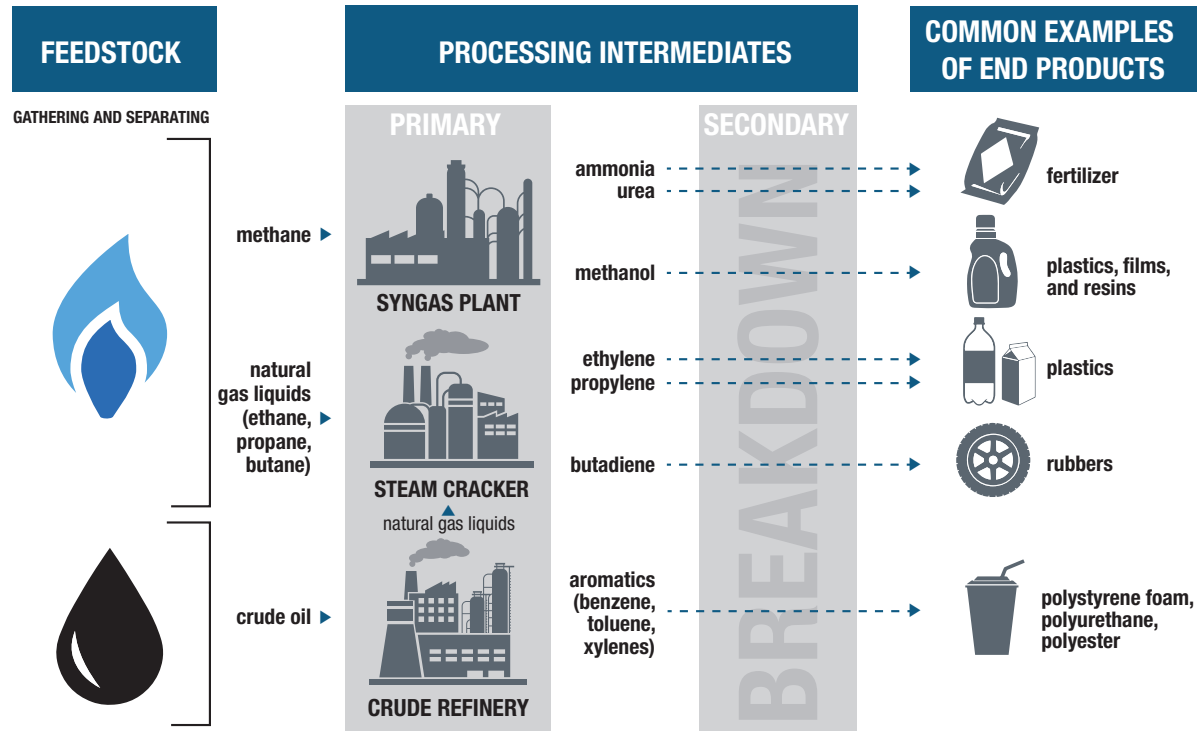 FEEDSTOCK
PROCESSING INTERMEDIATES
COMMON EXAMPLES
OF END PRODUCTS
GATHERING AND SEPARATING
PRIMARY
SECONDARY
BREAKDOWN
methane
SYNGAS PLANT
ammonia
urea
fertilizer
methanol
plastics, films,
and resins
natural
gas liquids
(ethane,
propane,
butane)
STEAM CRACKER
natural gas liquids
ethylene
propylene
plastics
butadiene
rubbers
crude oil
CRUDE REFINERY
aromatics
(benzene,
toluene,
xylenes)
polystyrene foam,
polyurethane,
polyester